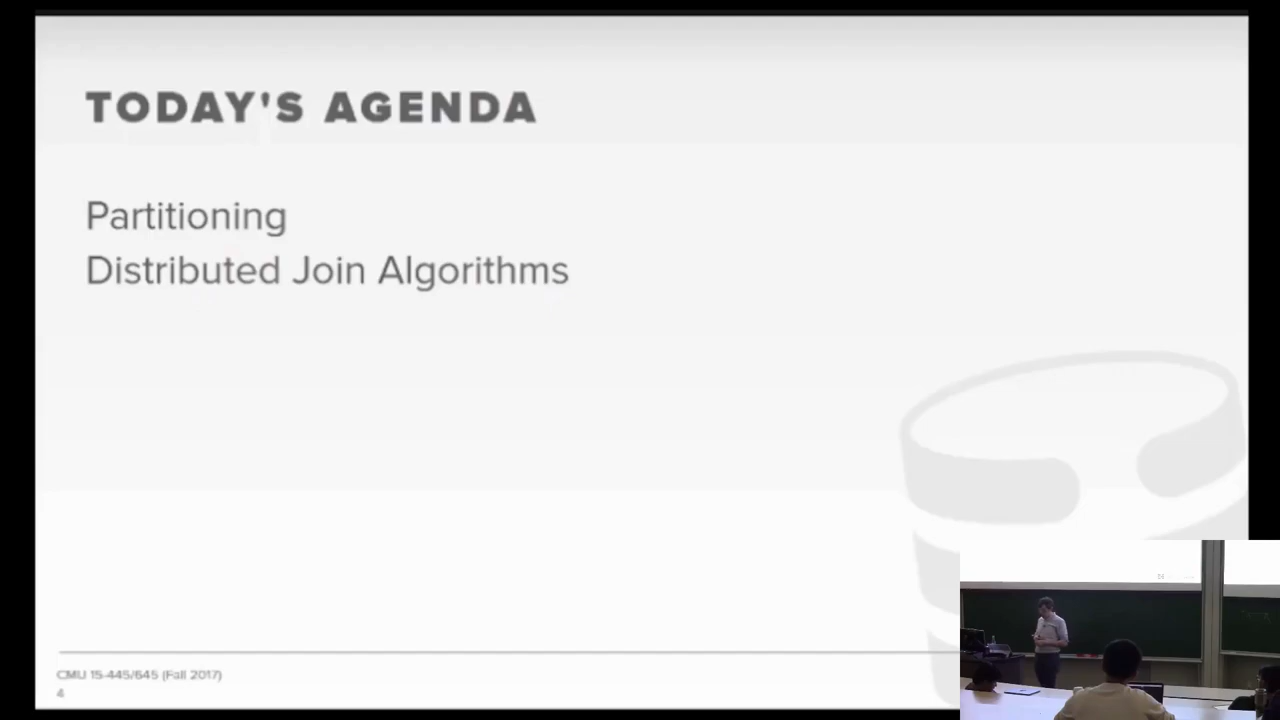 TODAY'S AGENDA
Partitioning
Distributed Join Algorithms
CMU 15-445/645 (Fall 2017)
4